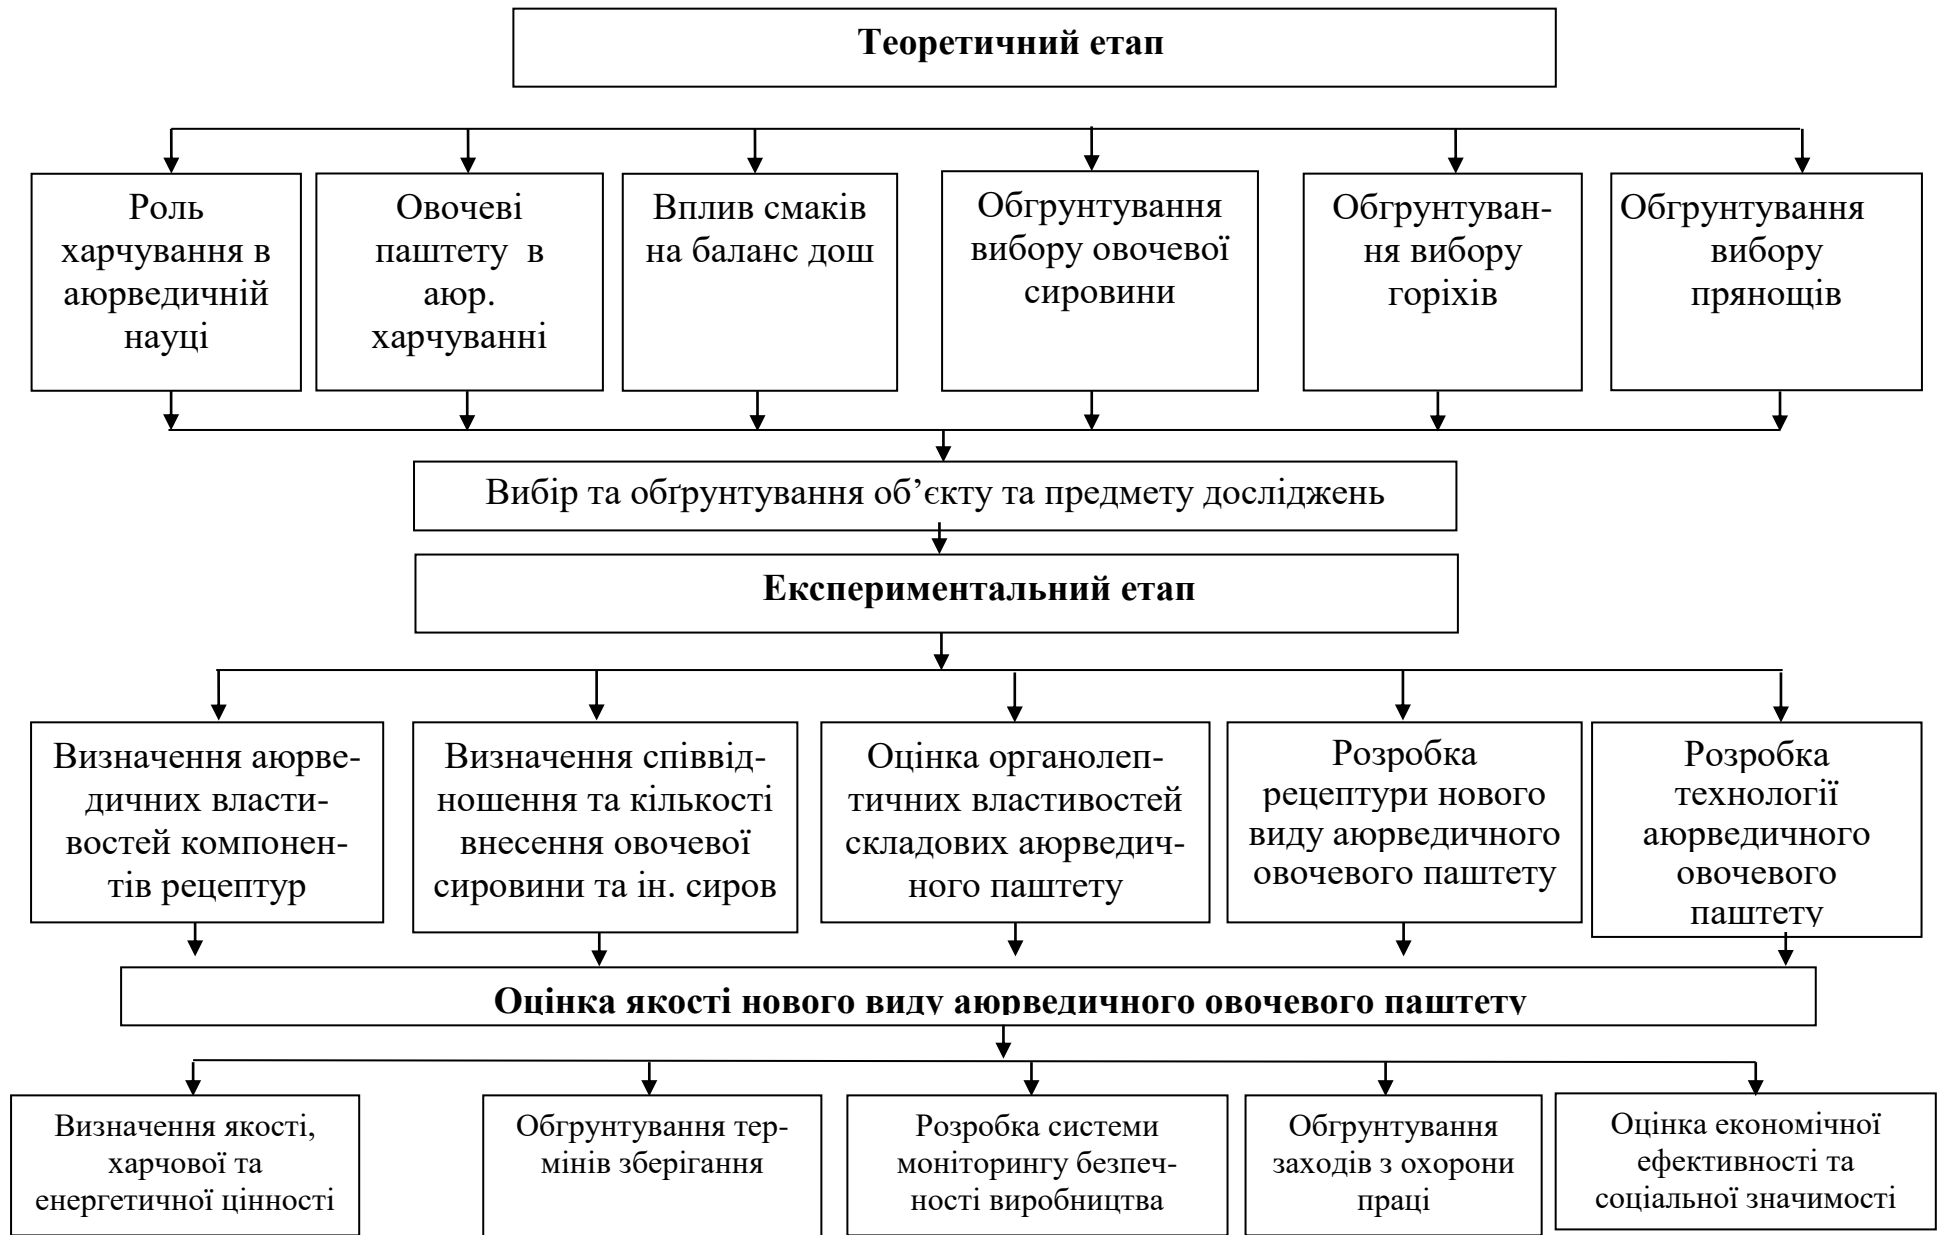 Теоретичний етап
Роль
харчування в
аюрведичній
науці
Овочеві
паштету в
аюр.
харчуванні
Вплив смаків
на баланс дош
Обгрунтування
вибору овочевої
сировини
Обгрунтуван-
ня вибору
горіхів
Обгрунтування
вибору
прянощів
Вибір та обґрунтування об’єкту та предмету досліджень
Експериментальний етап
Визначення аюрве-
дичних власти-
востей компонен-
тів рецептур
Визначення співвід-
ношення та кількості
внесення овочевої
сировини та ін. сиров
Оцінка органолеп-
тичних властивостей
складових аюрведич-
ного паштету
Розробка
рецептури нового
виду аюрведичного
овочевого паштету
Розробка
технології
аюрведичного
овочевого
паштету
Оцінка якості нового виду аюрведичного овочевого паштету
Визначення якості,
харчової та
енергетичної цінності
Обгрунтування тер-
мінів зберігання
Розробка системи
моніторингу безпеч-
ності виробництва
Обгрунтування
заходів з охорони
праці
Оцінка економічної
ефективності та
соціальної значимості